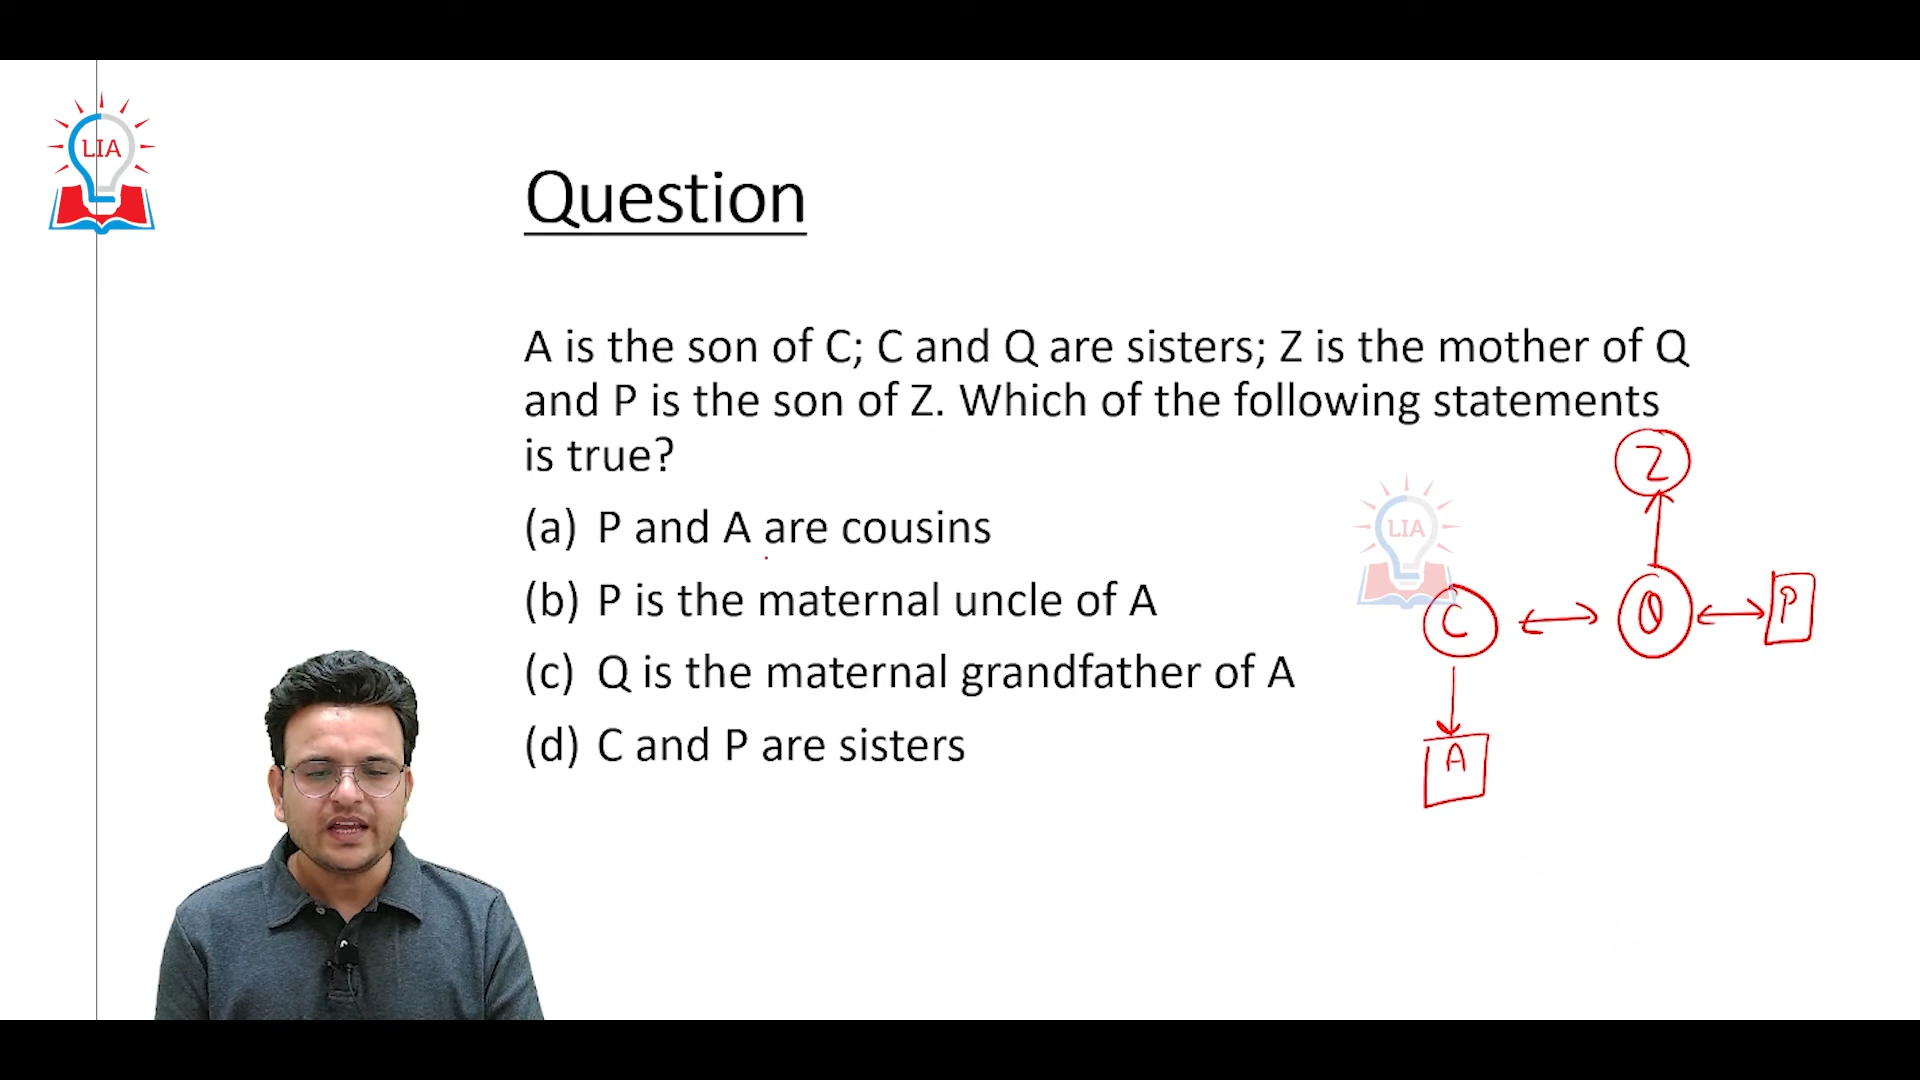 LIA
Question
A is the son of C; C and Q are sisters; Z is the mother of Q
and P is the son of Z. Which of the following statements
is true?
Z
(a) P and A are cousins
LIA
(b) P is the maternal uncle of A
C Q P
(c) Q is the maternal grandfather of A
(d) C and P are sisters
A